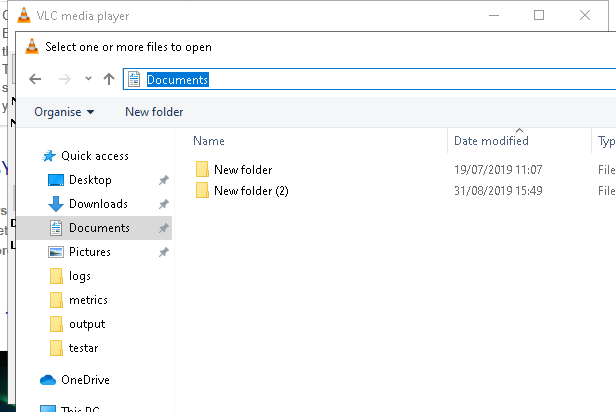 VLC media player
Select one or more files to open
Documents
Organise
New folder
Name
Date modified
Typ
Quick access
New folder
19/07/2019 11:07
File
Desktop
New folder (2)
31/08/2019 15:49
File
Downloads
Documents
Pictures
logs
metrics
output
testar
OneDrive
This PC